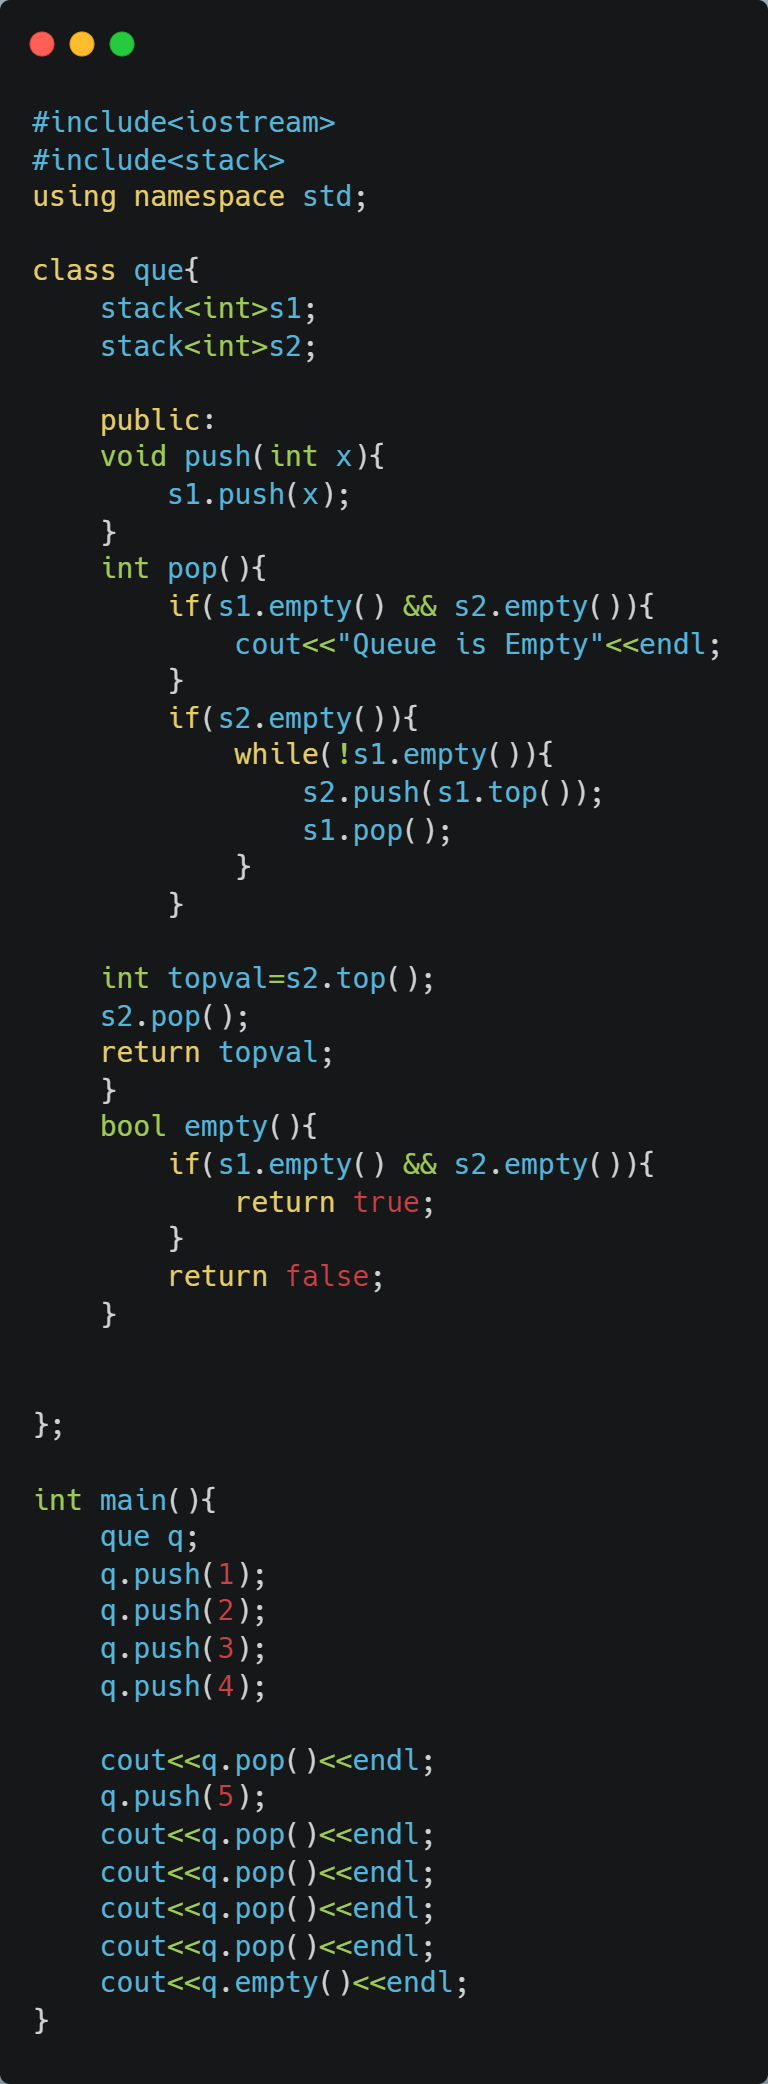 #include<iostream>
#include<stack>
using namespace std;

class que{
    stack<int>s1;
    stack<int>s2;

    public:
    void push(int x){
        s1.push(x);
    }
    int pop(){
        if(s1.empty() && s2.empty()){
            cout<<"Queue is Empty"<<endl;
        }
        if(s2.empty()){
            while(!s1.empty()){
                s2.push(s1.top());
                s1.pop();
            }
        }

    int topval=s2.top();
    s2.pop();
    return topval;
    }
    bool empty(){
        if(s1.empty() && s2.empty()){
            return true;
        }
        return false;
    }


};

int main(){
    que q;
    q.push(1);
    q.push(2);
    q.push(3);
    q.push(4);

    cout<<q.pop()<<endl;
    q.push(5);
    cout<<q.pop()<<endl;
    cout<<q.pop()<<endl;
    cout<<q.pop()<<endl;
    cout<<q.pop()<<endl;
    cout<<q.empty()<<endl;
}